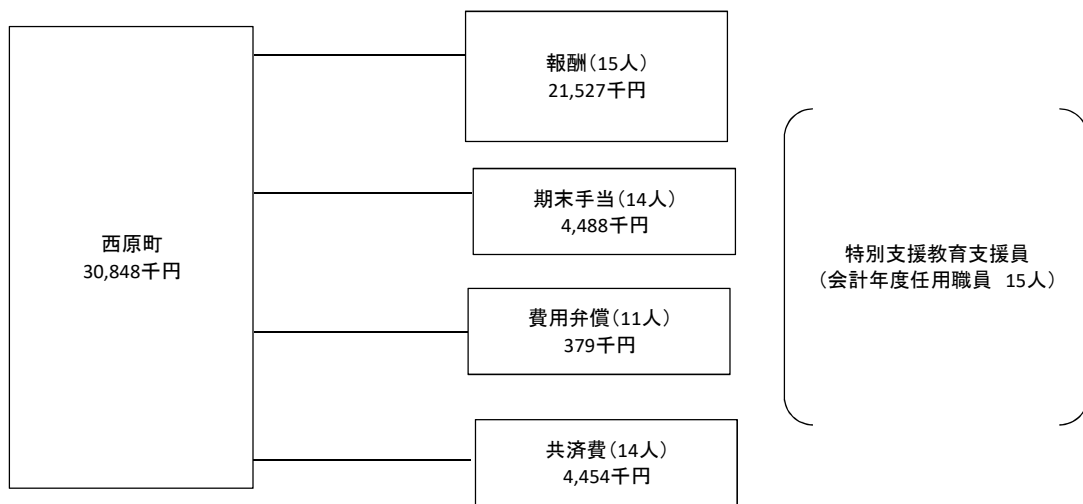 西原町
30,848千円
報酬（15人）
21,527千円
期末手当（14人）
4,488千円
費用弁償（11人）
379千円
共済費（14人）
4,454千円
特別支援教育支援員
（会計年度任用職員　15人）